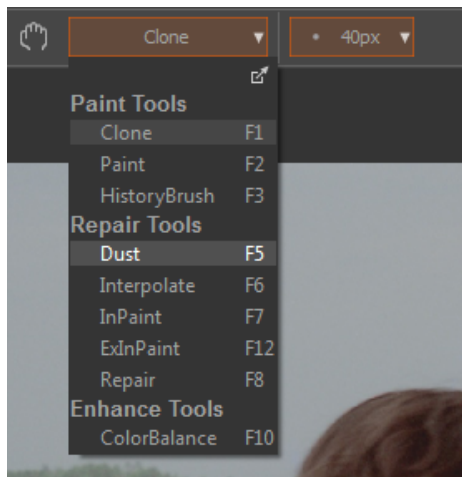 Clone ▼ • 40px ▼
Paint Tools
Clone F1
Paint F2
HistoryBrush F3
Repair Tools
Dust F5
Interpolate F6
InPaint F7
ExInPaint F12
Repair F8
Enhance Tools
ColorBalance F10